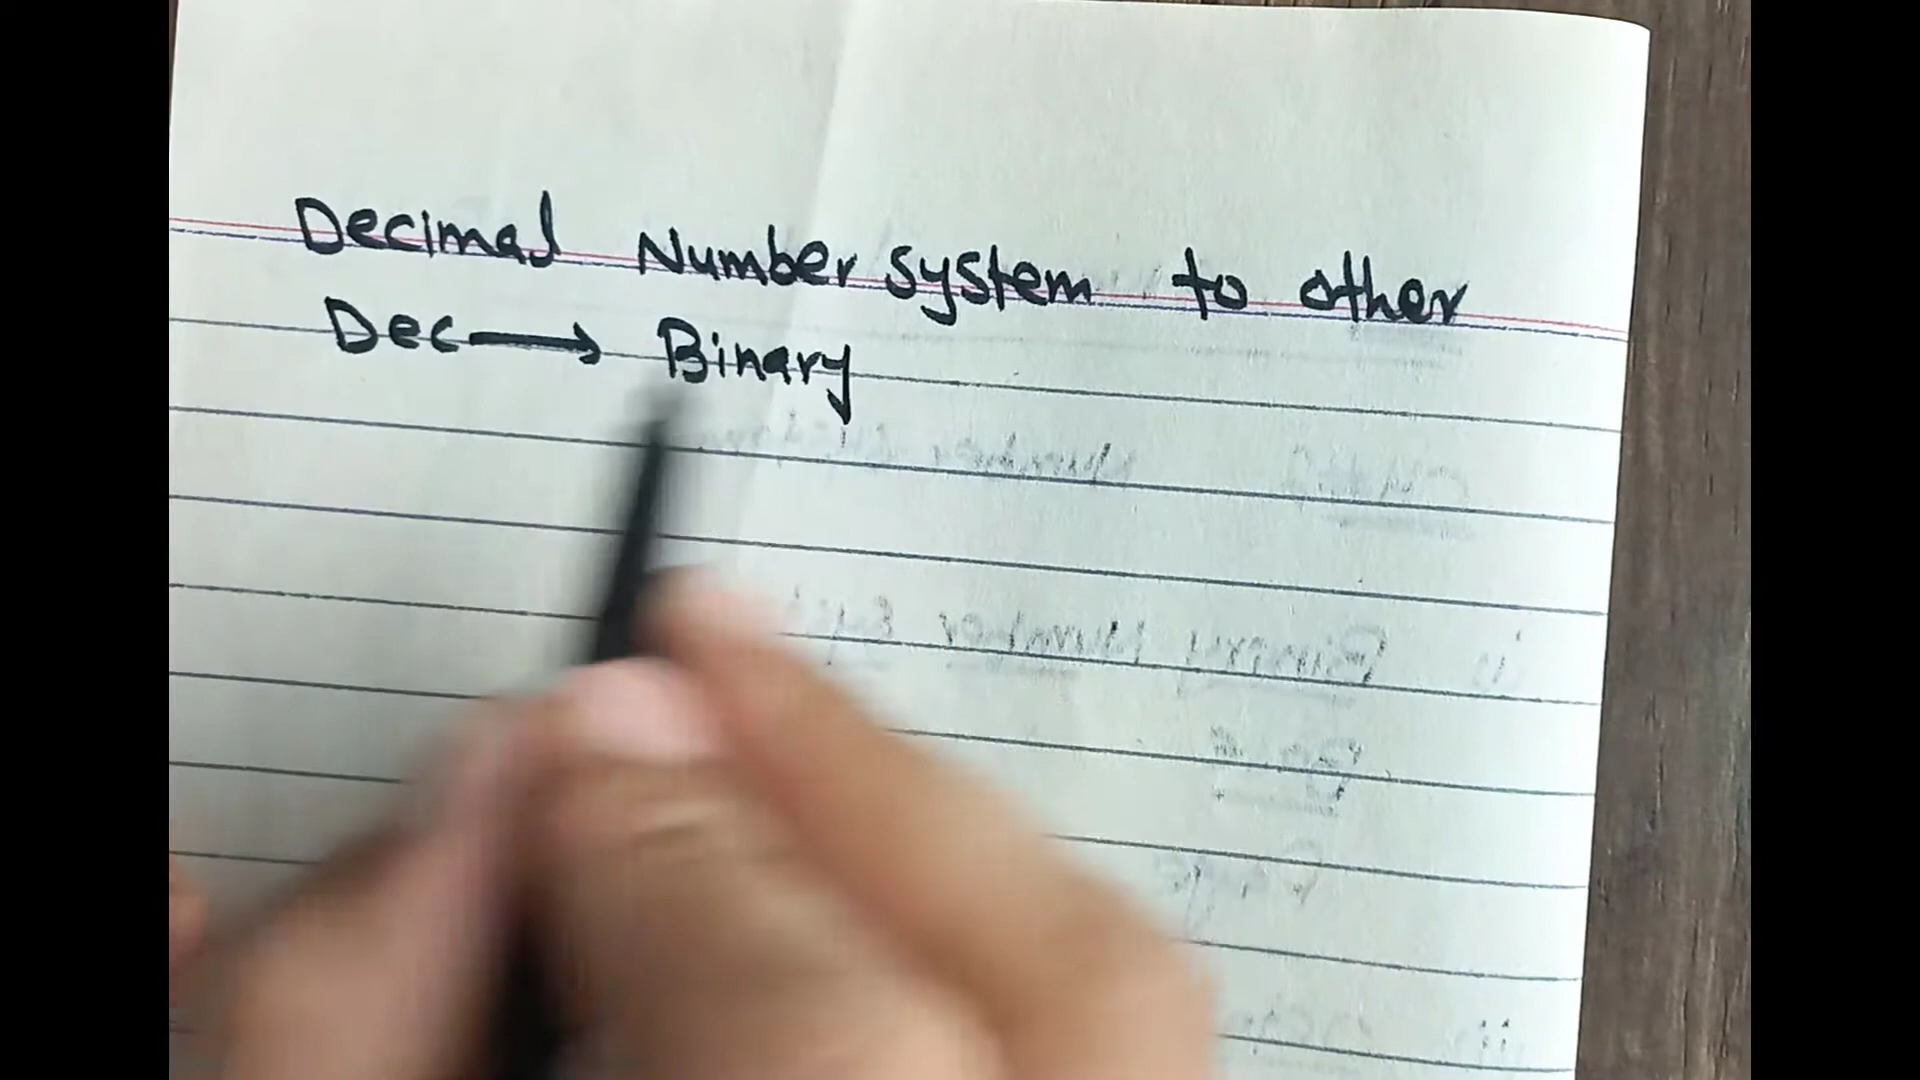 Decimal Number system to other
Dec → Binary